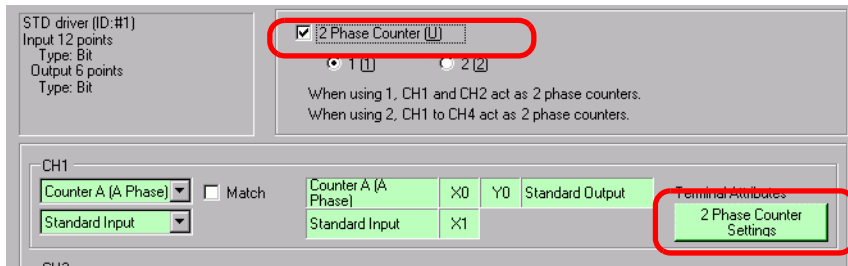 STD driver (ID:#1)
Input 12 points
Type: Bit
Output 6 points
Type: Bit
2 Phase Counter (U)
1 (1)
2 (2)
When using 1, CH1 and CH2 act as 2 phase counters.
When using 2, CH1 to CH4 act as 2 phase counters.
CH1
Counter A (A Phase)
Match
Counter A (A
Phase)
X0
Y0
Standard Output
Terminal Attributes
Standard Input
Standard Input
X1
2 Phase Counter
Settings